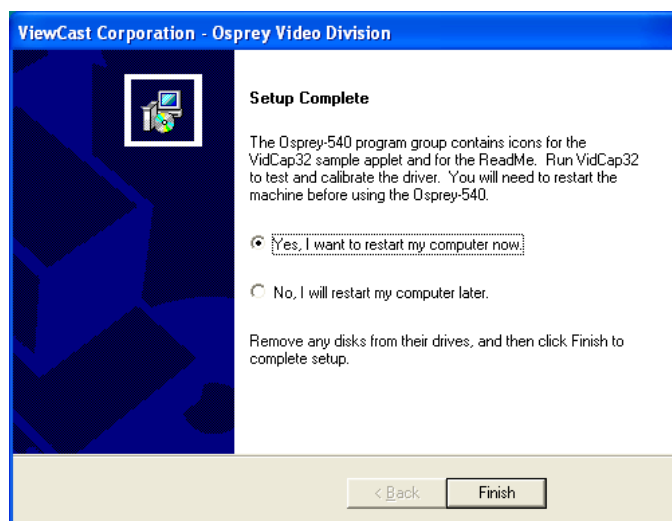 ViewCast Corporation - Osprey Video Division
Setup Complete
The Osprey-540 program group contains icons for the
VidCap32 sample applet and for the ReadMe. Run VidCap32
to test and calibrate the driver. You will need to restart the
machine before using the Osprey-540.
Yes, I want to restart my computer now.
No, I will restart my computer later.
Remove any disks from their drives, and then click Finish to
complete setup.
< Back
Finish